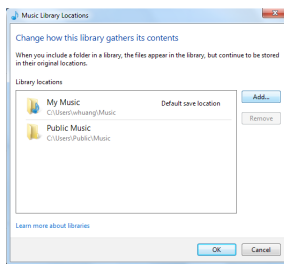 Music Library Locations
Change how this library gathers its contents
When you include a folder in a library, the files appear in the library, but continue to be stored
in their original locations.
Library locations
My Music
Default save location
C:\Users\whuang\Music
Public Music
C:\Users\Public\Music
Add...
Remove
Learn more about libraries
OK
Cancel